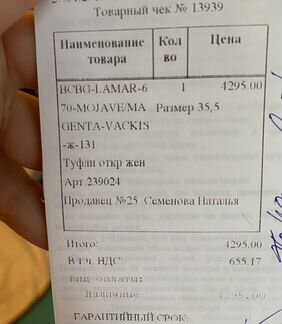 Товарный чек № 13939
Наименование товара Кол во Цена
BCBG-LAMAR-6 1 4295.00
70-MOJAVE/MA Размер 35,5
GENTA-VACKIS
-ж-131
Туфли откр жен
Арт.239024
Продавец №25 Семенова Наталья
Итого: 4295.00
В т.ч. НДС: 655.17
Вид оплаты:
Наличные 4295.00
ГАРАНТИЙНЫЙ СРОК: